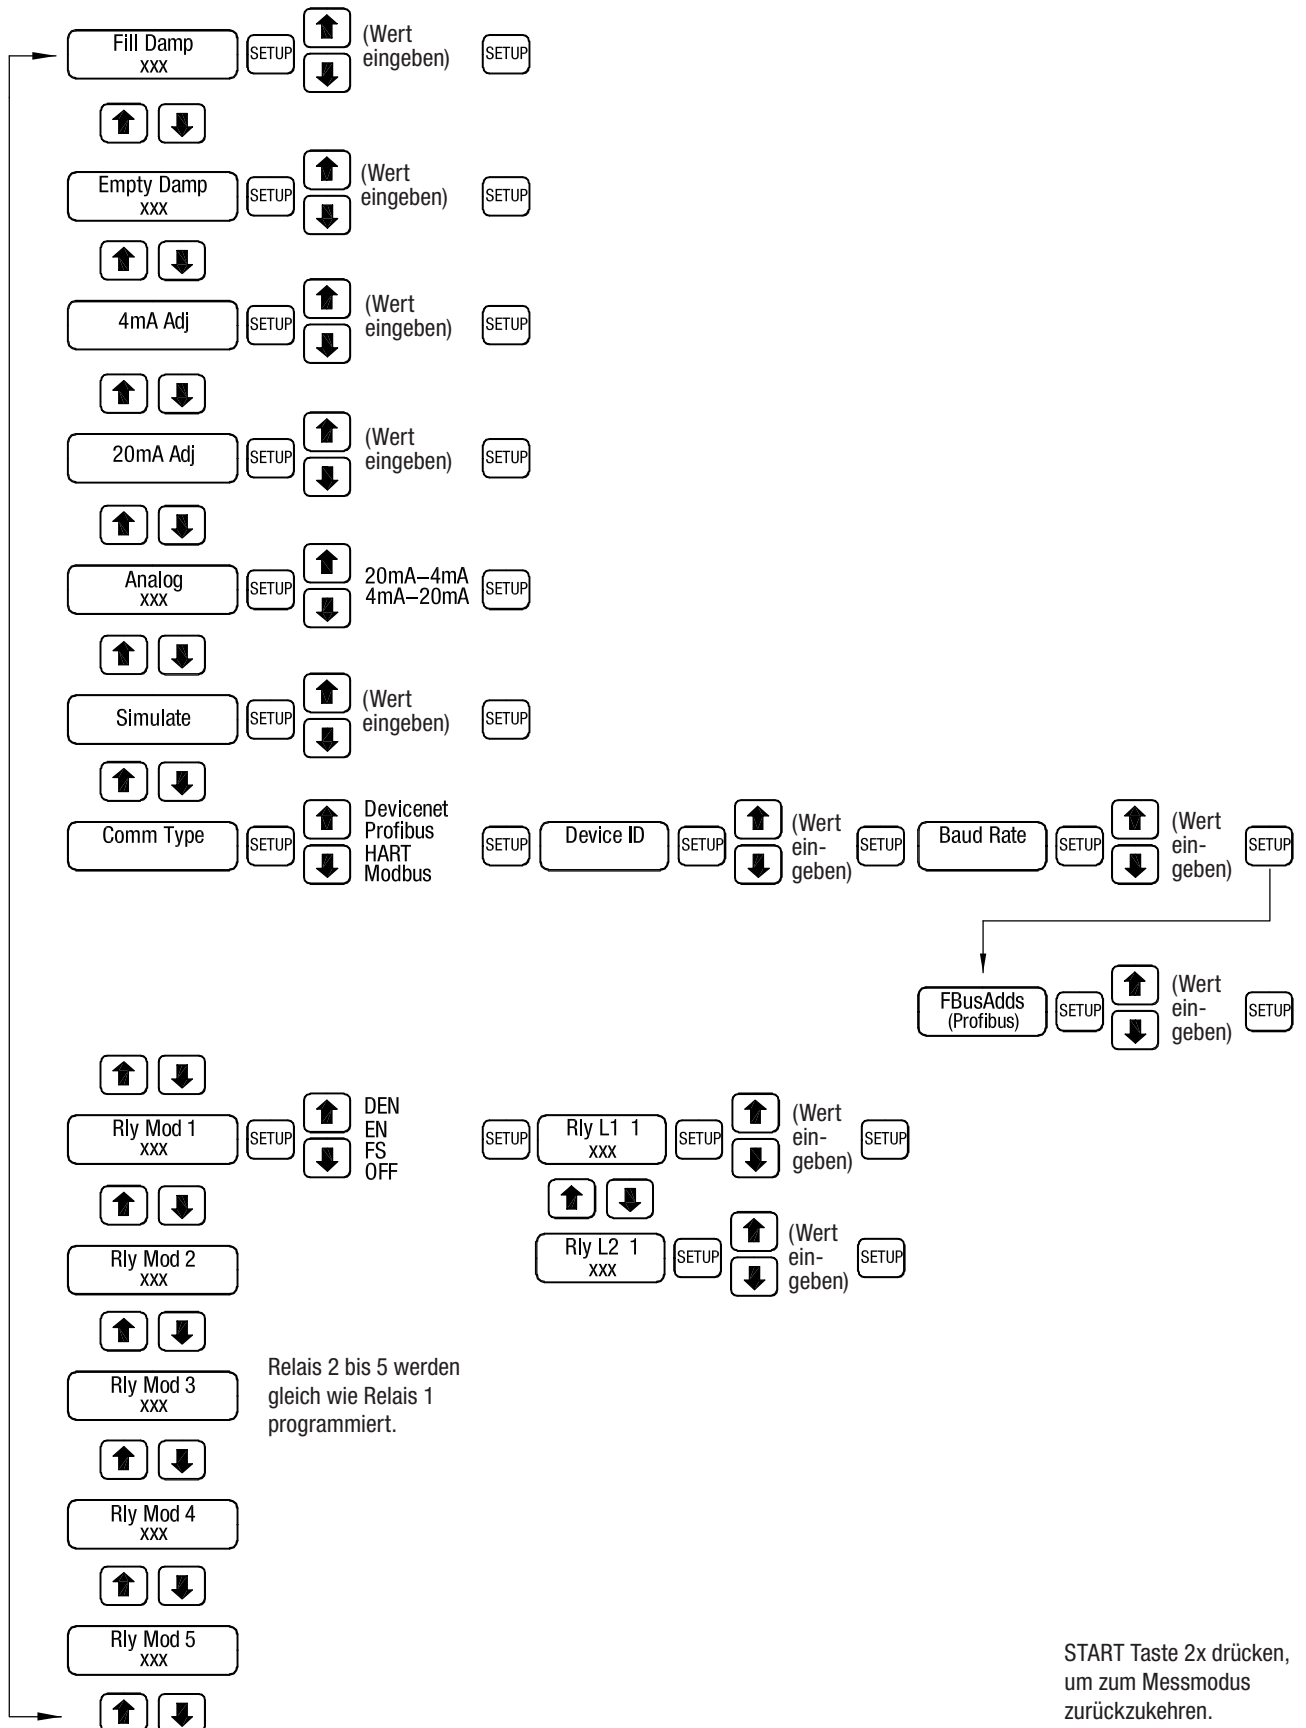 Fill Damp
xxx
SETUP
(Wert
eingeben)
SETUP
Empty Damp
xxx
SETUP
(Wert
eingeben)
SETUP
4mA Adj
SETUP
(Wert
eingeben)
SETUP
20mA Adj
SETUP
(Wert
eingeben)
SETUP
Analog
xxx
SETUP
20mA–4mA
4mA–20mA
SETUP
Simulate
SETUP
(Wert
eingeben)
SETUP
Comm Type
SETUP
Devicenet
Profibus
HART
Modbus
SETUP
Device ID
SETUP
(Wert
ein-
geben)
SETUP
Baud Rate
SETUP
(Wert
ein-
geben)
SETUP
FBusAdds
(Profibus)
SETUP
(Wert
ein-
geben)
SETUP
Rly Mod 1
xxx
SETUP
DEN
EN
FS
OFF
SETUP
Rly L1 1
xxx
SETUP
(Wert
ein-
geben)
SETUP
Rly Mod 2
xxx
Rly L2 1
xxx
SETUP
(Wert
ein-
geben)
SETUP
Rly Mod 3
xxx
Relais 2 bis 5 werden
gleich wie Relais 1
programmiert.
Rly Mod 4
xxx
Rly Mod 5
xxx
START Taste 2x drücken,
um zum Messmodus
zurückzukehren.